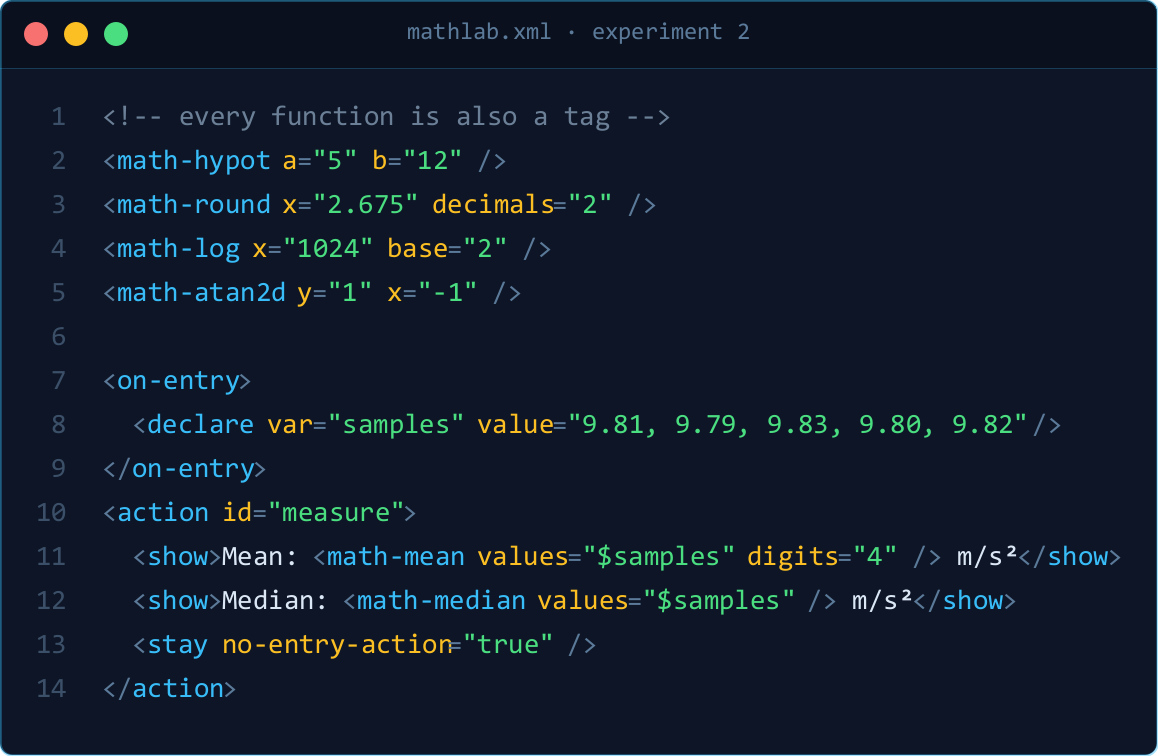 mathlab.xml · experiment 2
1 <!-- every function is also a tag -->
2 <math-hypot a="5" b="12" />
3 <math-round x="2.675" decimals="2" />
4 <math-log x="1024" base="2" />
5 <math-atan2d y="1" x="-1" />
6
7 <on-entry>
8   <declare var="samples" value="9.81, 9.79, 9.83, 9.80, 9.82"/>
9 </on-entry>
10 <action id="measure">
11   <show>Mean: <math-mean values="$samples" digits="4" /> m/s²</show>
12   <show>Median: <math-median values="$samples" /> m/s²</show>
13   <stay no-entry-action="true" />
14 </action>